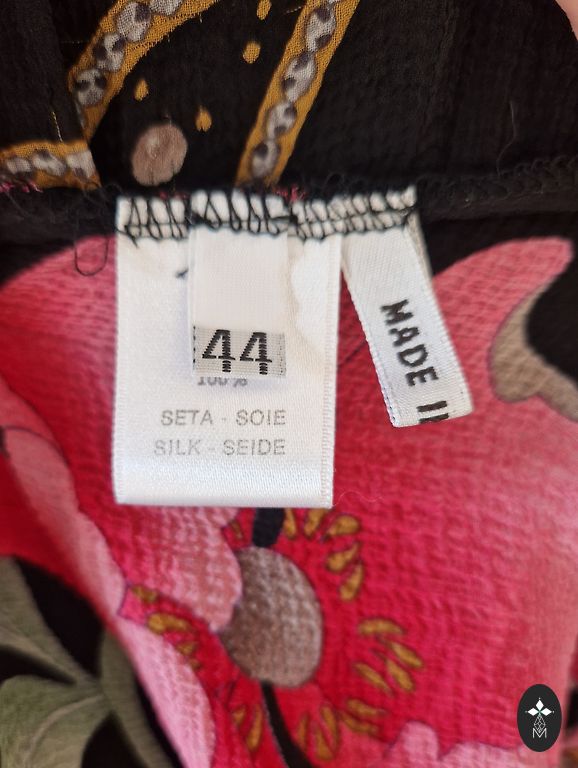 44
100%
SETA - SOIE
SILK - SEIDE
MADE I
M